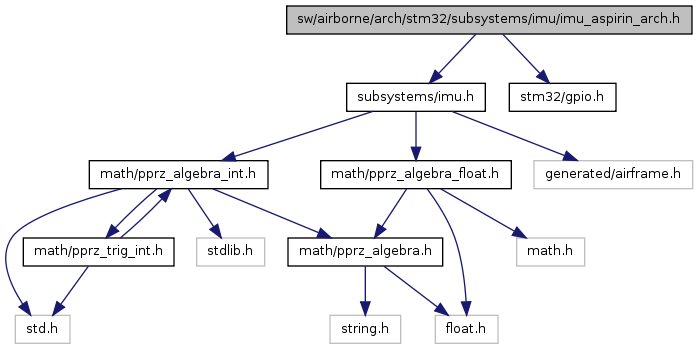 sw/airborne/arch/stm32/subsystems/imu/imu_aspirin_arch.h
subsystems/imu.h
stm32/gpio.h
math/pprz_algebra_int.h
math/pprz_algebra_float.h
generated/airframe.h
math/pprz_trig_int.h
stdlib.h
math/pprz_algebra.h
math.h
std.h
string.h
float.h